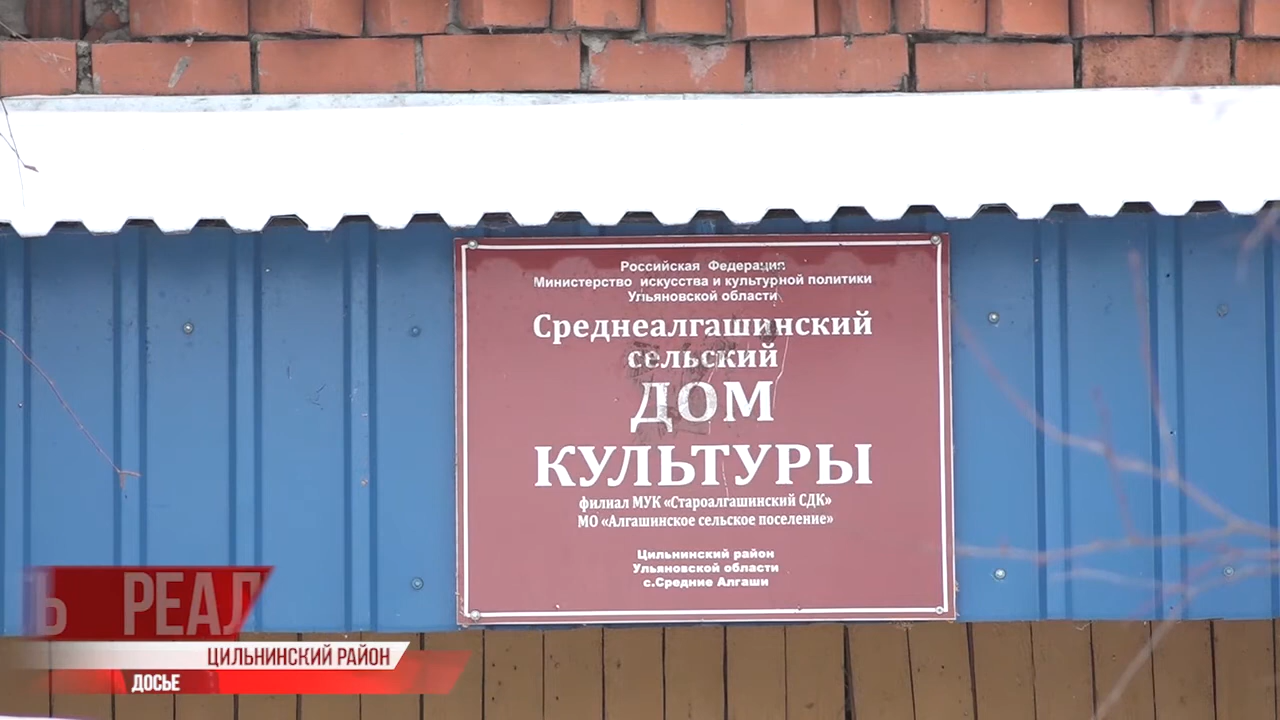 Российская Федерация
Министерство искусства и культурной политики
Ульяновской области
Среднеалгашинский
сельский
ДОМ
КУЛЬТУРЫ
филиал МУК «Староалгашинский СДК»
МО «Алгашинское сельское поселение»
Цильнинский район
Ульяновской области
с.Средние Алгаши
Ь РЕАЛ
ЦИЛЬНИНСКИЙ РАЙОН
ДОСЬЕ